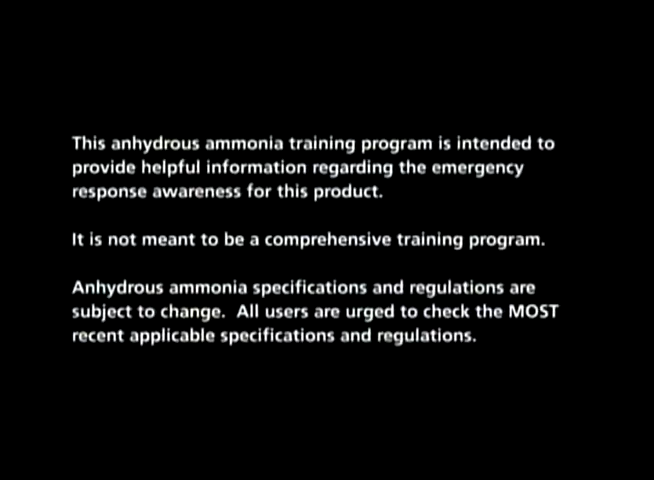 This anhydrous ammonia training program is intended to
provide helpful information regarding the emergency
response awareness for this product.
It is not meant to be a comprehensive training program.
Anhydrous ammonia specifications and regulations are
subject to change.  All users are urged to check the MOST
recent applicable specifications and regulations.